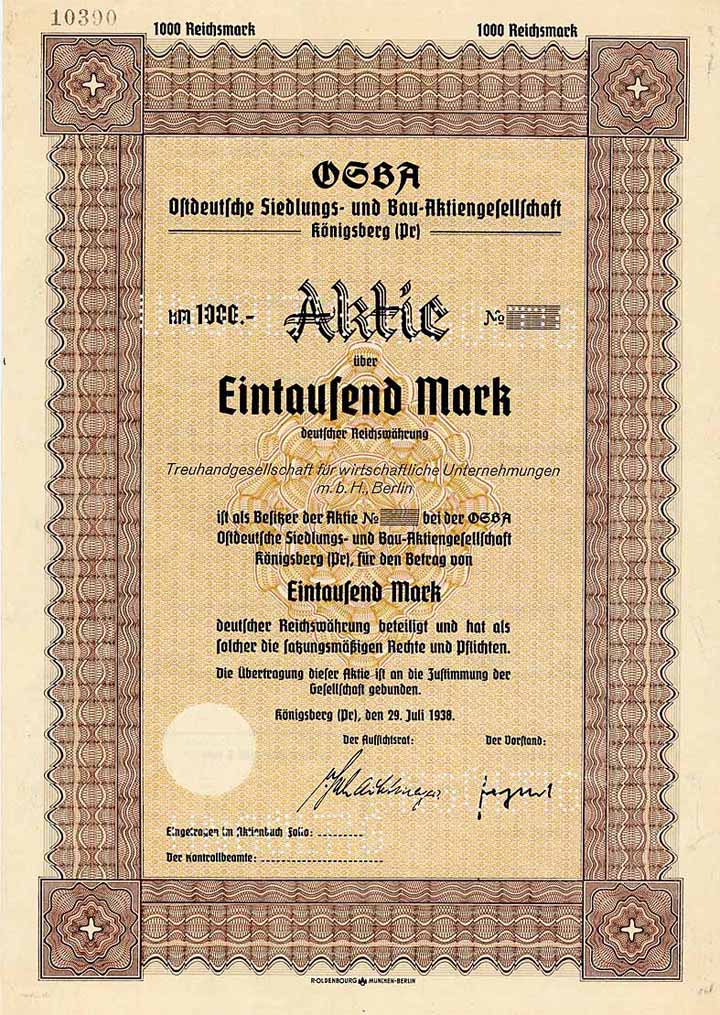 10390
1000 Reichsmark 1000 Reichsmark
OSBA
Ostdeutsche Siedlungs- und Bau-Aktiengesellschaft
Königsberg (Pr)
RM 1000.- Aktie No
über
Eintausend Mark
deutscher Reichswährung
Treuhandgesellschaft für wirtschaftliche Unternehmungen
m. b. H., Berlin
ist als Besitzer der Aktie No bei der OSBA
Ostdeutsche Siedlungs- und Bau-Aktiengesellschaft
Königsberg (Pr), für den Betrag von
Eintausend Mark
deutscher Reichswährung beteiligt und hat als
solcher die satzungsmäßigen Rechte und Pflichten.
Die Übertragung dieser Aktie ist an die Zustimmung der
Gesellschaft gebunden.
Königsberg (Pr), den 29. Juli 1938.
Der Aufsichtsrat: Der Vorstand:
Eingetragen im Aktienbuch Folio:
Der Kontrollbeamte:
R·OLDENBOURG MÜNCHEN-BERLIN